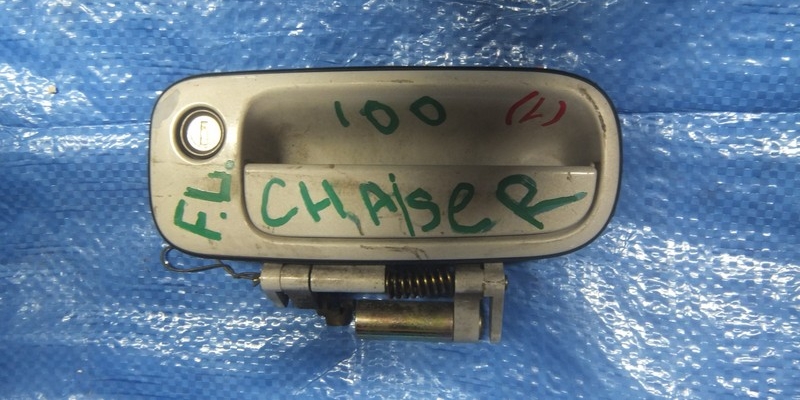 100 (L)
F.L.
CHAiSeR